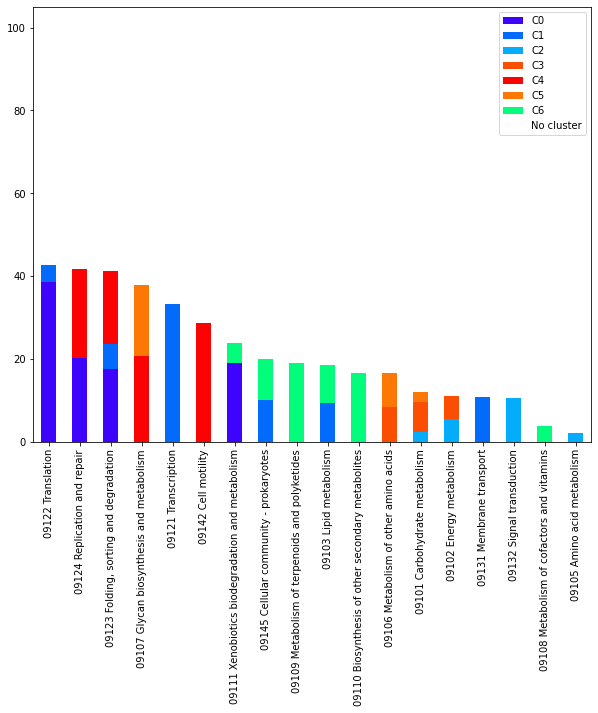 100
80
60
40
20
0
C0
C1
C2
C3
C4
C5
C6
No cluster
09122 Translation
09124 Replication and repair
09123 Folding, sorting and degradation
09107 Glycan biosynthesis and metabolism
09121 Transcription
09142 Cell motility
09111 Xenobiotics biodegradation and metabolism
09145 Cellular community - prokaryotes
09109 Metabolism of terpenoids and polyketides
09103 Lipid metabolism
09110 Biosynthesis of other secondary metabolites
09106 Metabolism of other amino acids
09101 Carbohydrate metabolism
09102 Energy metabolism
09131 Membrane transport
09132 Signal transduction
09108 Metabolism of cofactors and vitamins
09105 Amino acid metabolism